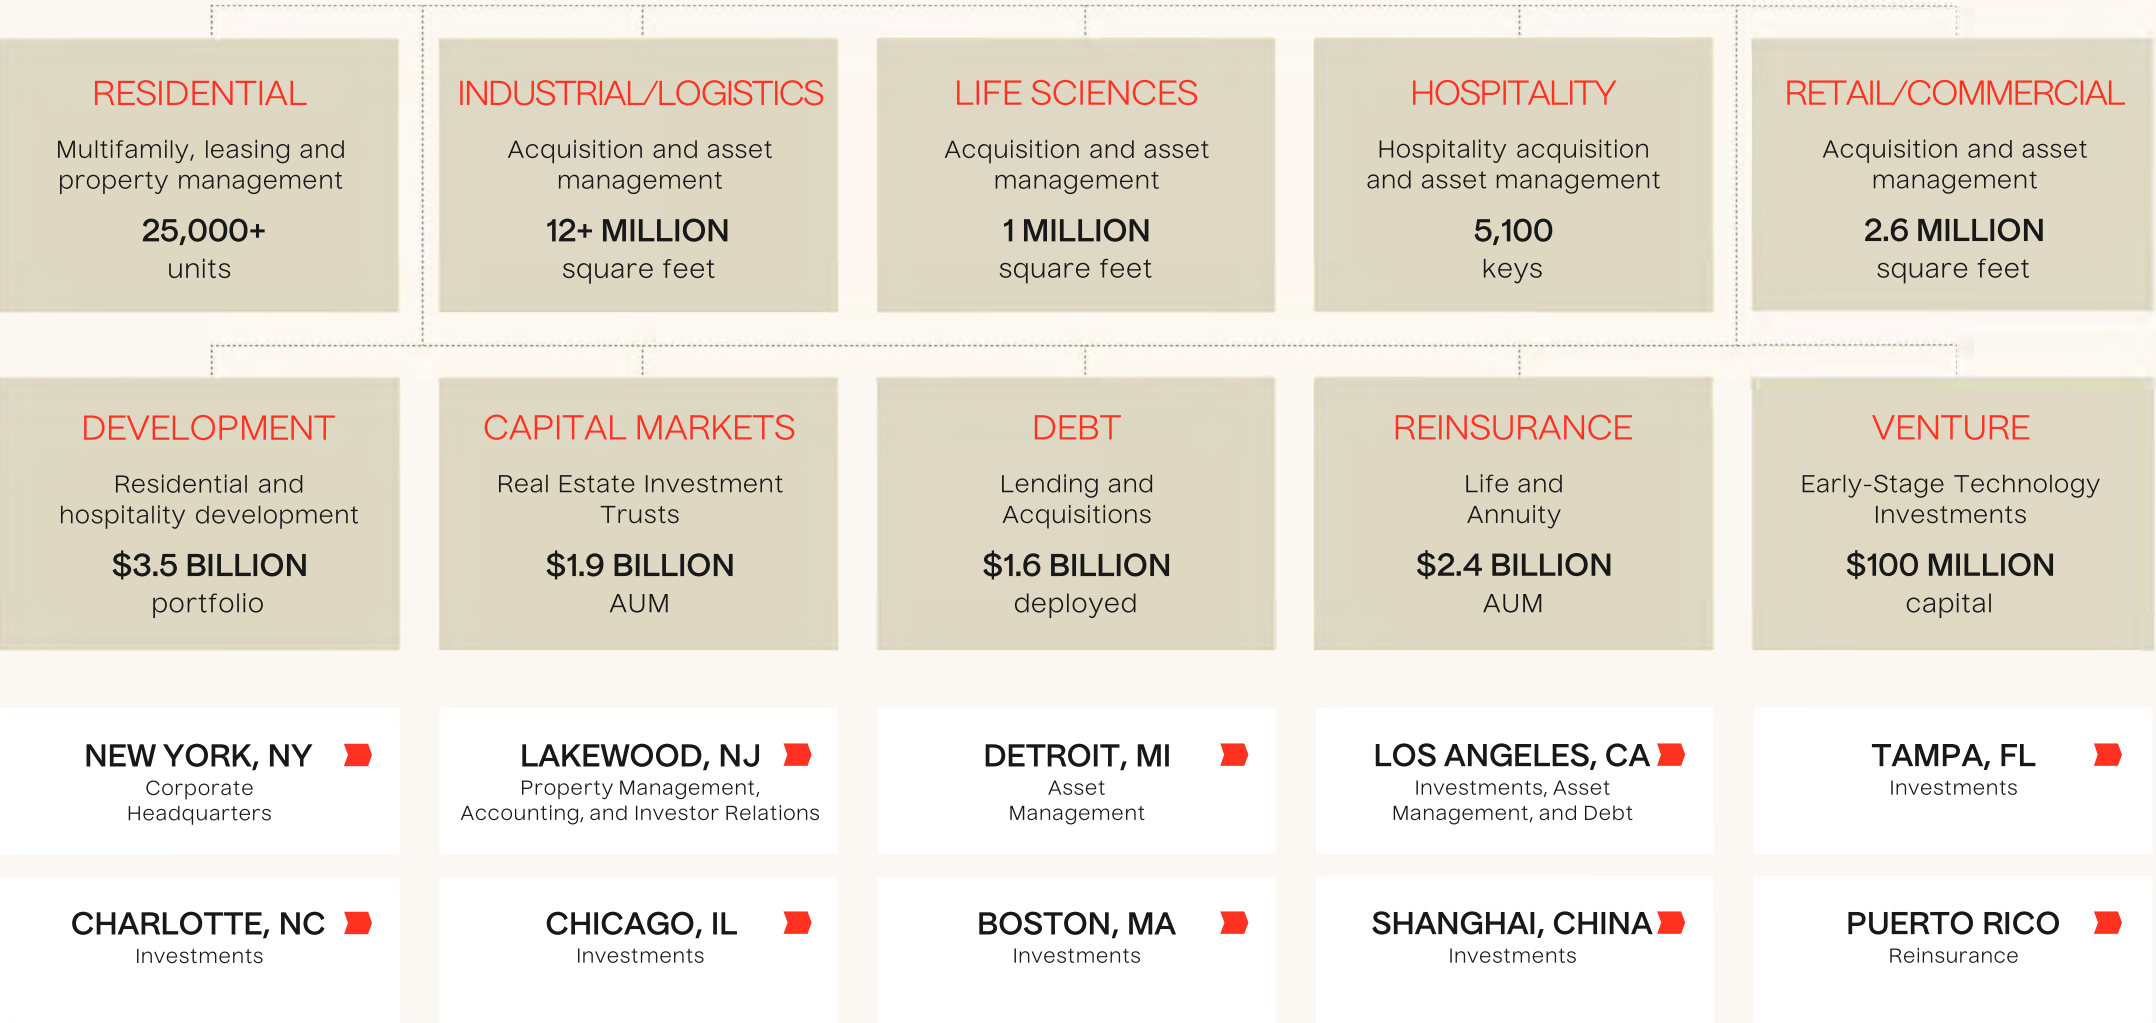 RESIDENTIAL
Multifamily, leasing and
property management
25,000+
units
INDUSTRIAL/LOGISTICS
Acquisition and asset
management
12+ MILLION
square feet
LIFE SCIENCES
Acquisition and asset
management
1 MILLION
square feet
HOSPITALITY
Hospitality acquisition
and asset management
5,100
keys
RETAIL/COMMERCIAL
Acquisition and asset
management
2.6 MILLION
square feet
DEVELOPMENT
Residential and
hospitality development
$3.5 BILLION
portfolio
CAPITAL MARKETS
Real Estate Investment
Trusts
$1.9 BILLION
AUM
DEBT
Lending and
Acquisitions
$1.6 BILLION
deployed
REINSURANCE
Life and
Annuity
$2.4 BILLION
AUM
VENTURE
Early-Stage Technology
Investments
$100 MILLION
capital
NEW YORK, NY
Corporate
Headquarters
LAKEWOOD, NJ
Property Management,
Accounting, and Investor Relations
DETROIT, MI
Asset
Management
LOS ANGELES, CA
Investments, Asset
Management, and Debt
TAMPA, FL
Investments
CHARLOTTE, NC
Investments
CHICAGO, IL
Investments
BOSTON, MA
Investments
SHANGHAI, CHINA
Investments
PUERTO RICO
Reinsurance